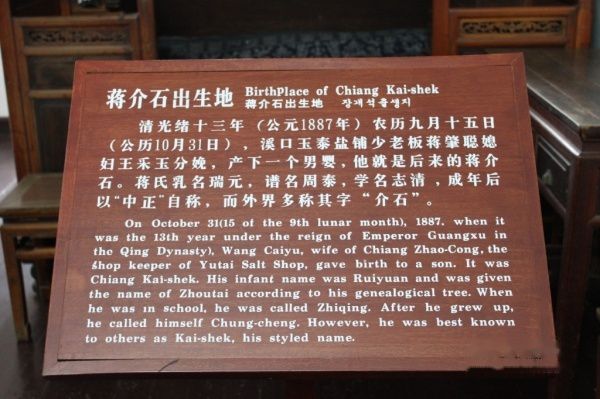 蒋介石出生地 BirthPlace of Chiang Kai-shek
蒋介石出生地 장개석출생지
清光绪十三年（公元1887年）农历九月十五日
（公历10月31日），溪口玉泰盐铺少老板蒋肇聪媳
妇王采玉分娩，产下一个男婴，他就是后来的蒋介
石。蒋氏乳名瑞元，谱名周泰，学名志清，成年后
以“中正”自称，而外界多称其字“介石”。
On October 31(15 of the 9th lunar month), 1887, when it
was the 13th year under the reign of Emperor Guangxu in
the Qing Dynasty), Wang Caiyu, wife of Chiang Zhao-Cong, the
shop keeper of Yutai Salt Shop, gave birth to a son. It was
Chiang Kai-shek. His infant name was Ruiyuan and was given
the name of Zhoutai according to his genealogical tree. When
he was in school, he was called Zhiqing. After he grew up,
he called himself Chung-cheng. However, he was best known
to others as Kai-shek, his styled name.